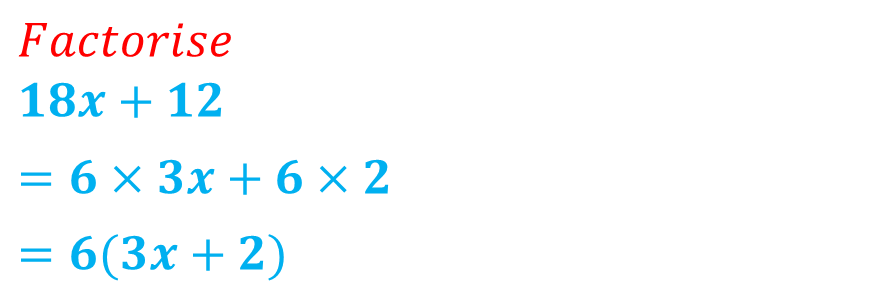 Factorise
18x + 12
= 6 × 3x + 6 × 2
= 6(3x + 2)